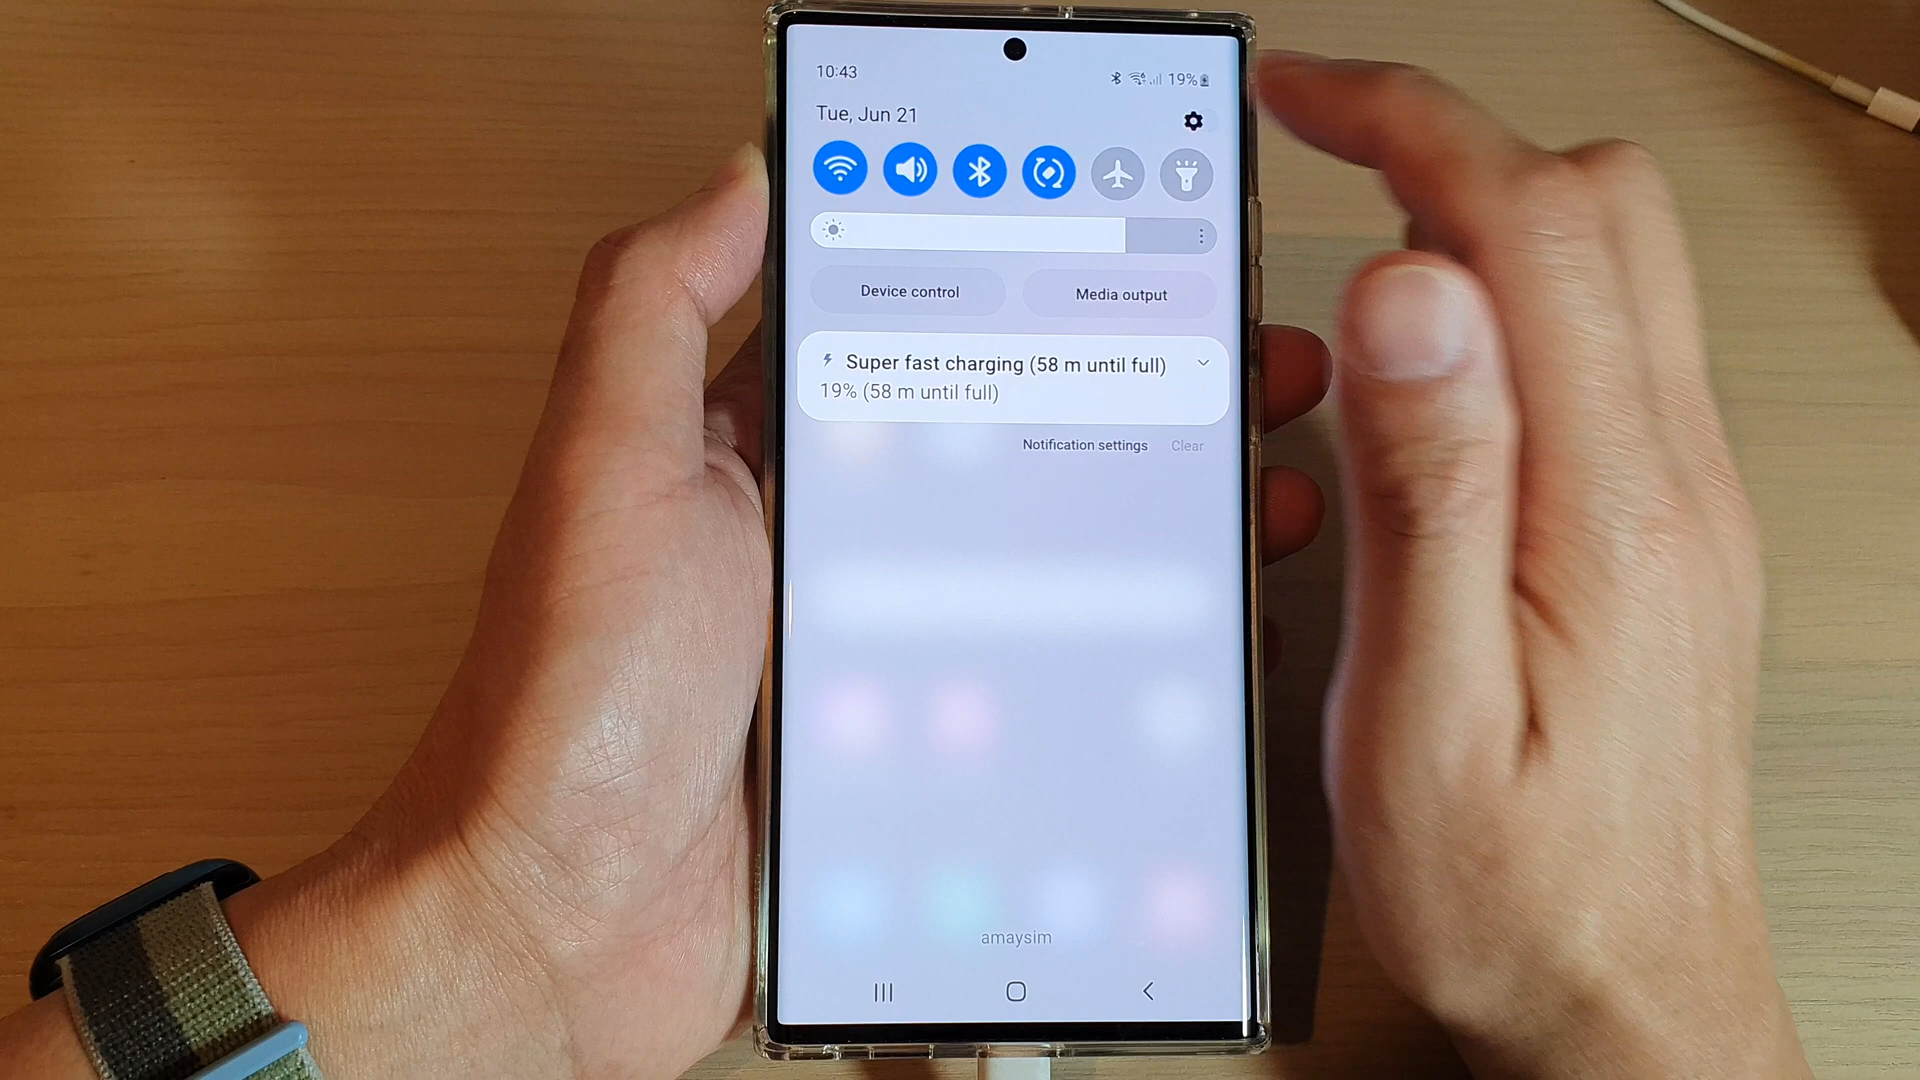 10:43
19%
Tue, Jun 21
Device control
Media output
Super fast charging (58 m until full)
19% (58 m until full)
Notification settings
Clear
amaysim